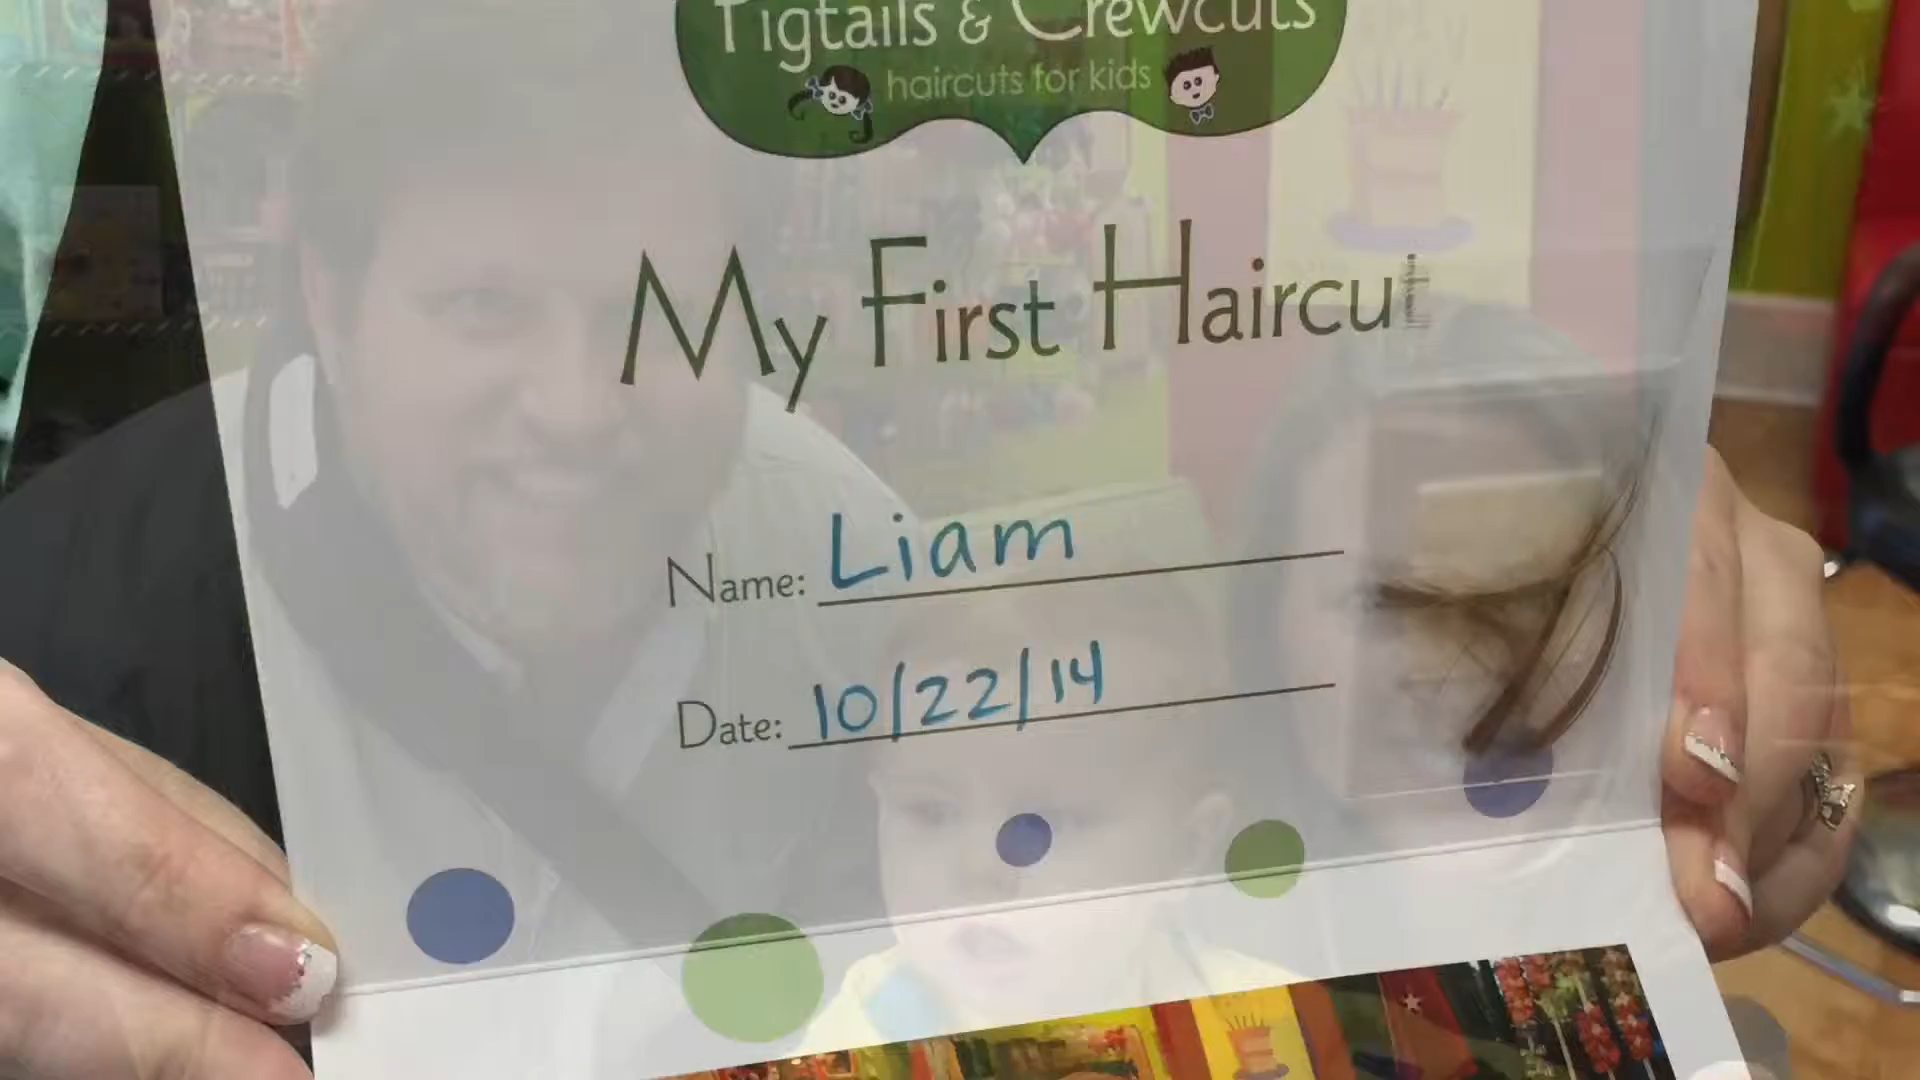 Pigtails & Crewcuts
haircuts for kids
My First Haircut
Name: Liam
Date: 10/22/14